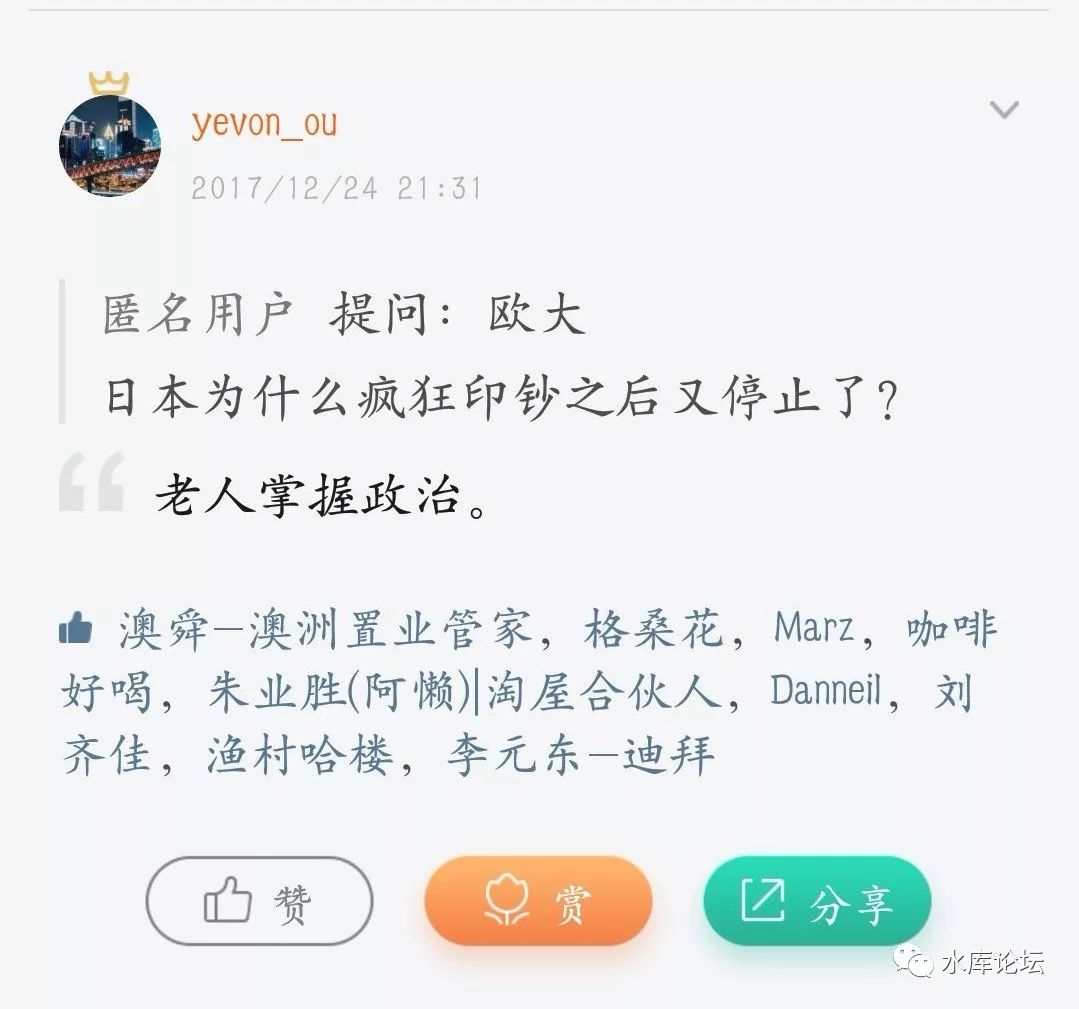 yevon_ou
2017/12/24 21:31
匿名用户 提问：欧大
日本为什么疯狂印钞之后又停止了？
老人掌握政治。
澳舜-澳洲置业管家，格桑花，Marz，咖啡
好喝，朱业胜(阿懒)|淘屋合伙人，Danneil，刘
齐佳，渔村哈楼，李元东-迪拜
赞
赏
分享
水库论坛